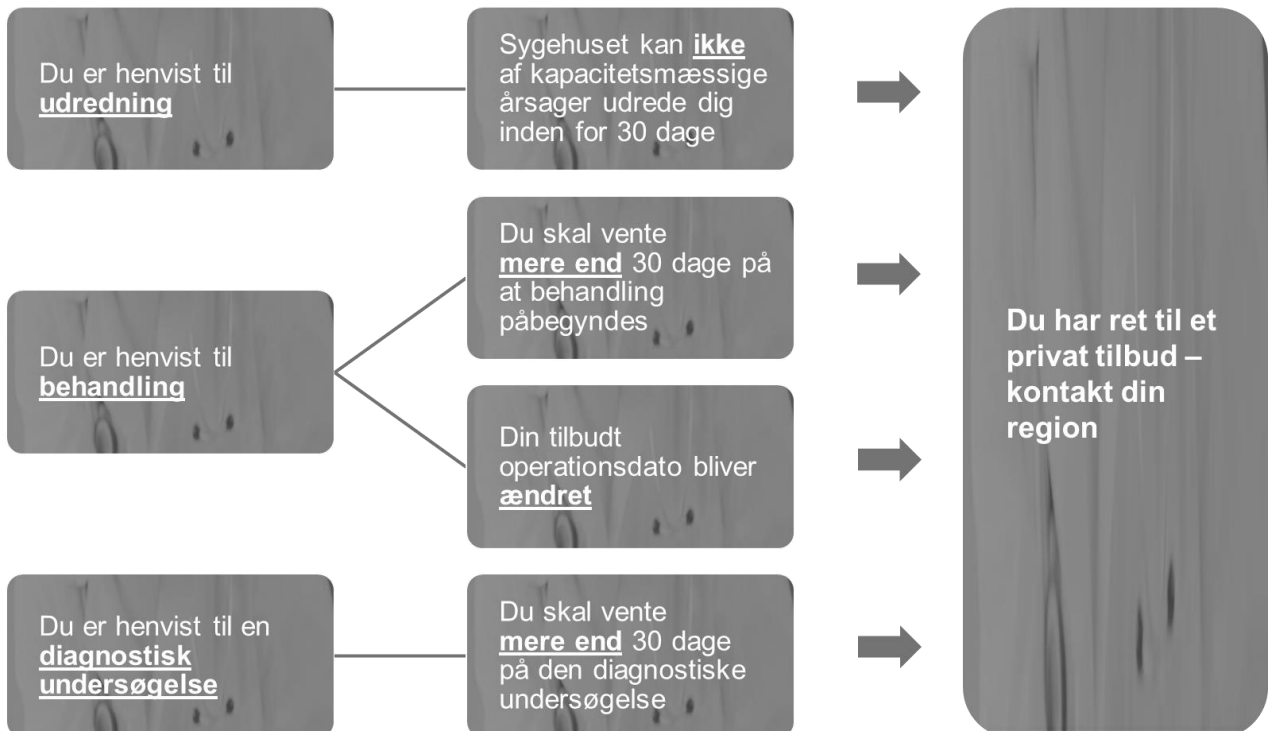 Du er henvist til
udredning
Sygehuset kan ikke
af kapacitetsmæssige
årsager udrede dig
inden for 30 dage
Du er henvist til
behandling
Du skal vente
mere end 30 dage på
at behandling
påbegyndes
Din tilbudt
operationsdato bliver
ændret
Du er henvist til en
diagnostisk
undersøgelse
Du skal vente
mere end 30 dage
på den diagnostiske
undersøgelse
Du har ret til et
privat tilbud –
kontakt din
region